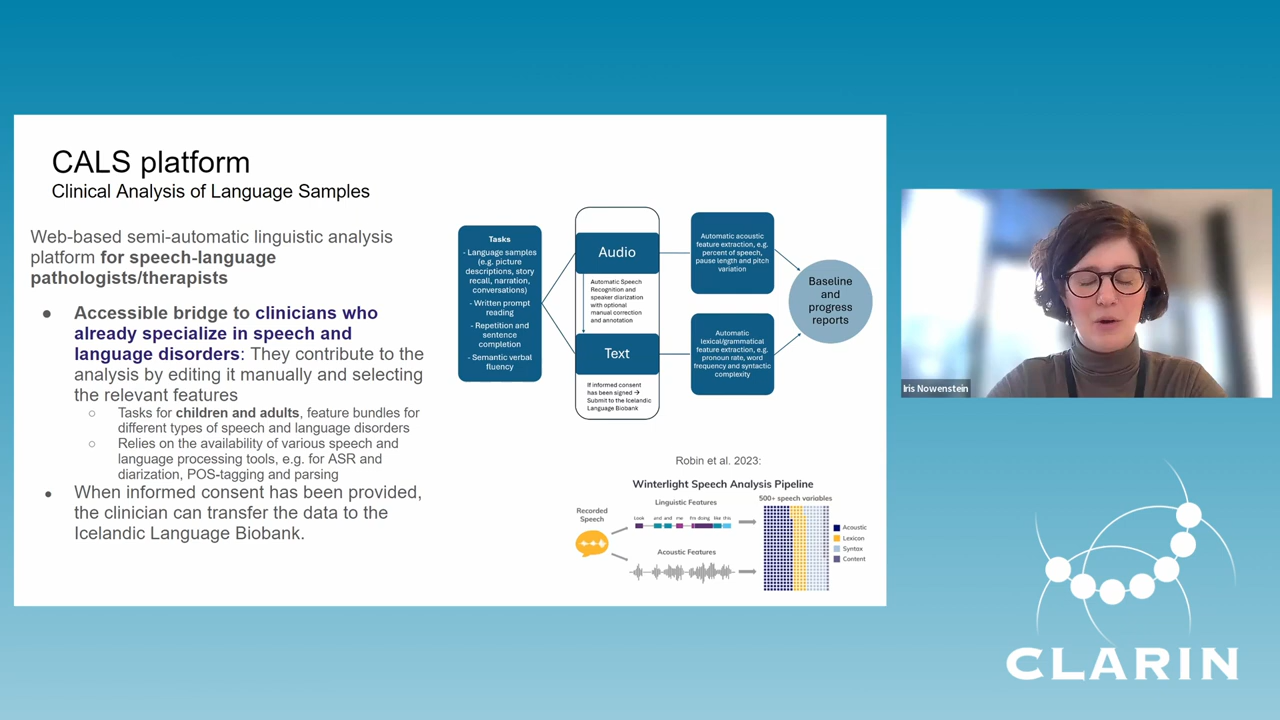 CALS platform
Clinical Analysis of Language Samples
Web-based semi-automatic linguistic analysis
platform for speech-language
pathologists/therapists
● Accessible bridge to clinicians who
already specialize in speech and
language disorders: They contribute to the
analysis by editing it manually and selecting
the relevant features
○ Tasks for children and adults, feature bundles for
different types of speech and language disorders
○ Relies on the availability of various speech and
language processing tools, e.g. for ASR and
diarization, POS-tagging and parsing
● When informed consent has been provided,
the clinician can transfer the data to the
Icelandic Language Biobank.
Tasks
- Language samples
(e.g. picture
descriptions, story
recall, narration,
conversations)
- Written prompt
reading
- Repetition and
sentence
completion
- Semantic verbal
fluency
Audio
Automatic Speech
Recognition and
speaker diarization
with optional
manual correction
and annotation
Text
If informed consent
has been signed →
Submit to the Icelandic
Language Biobank
Automatic acoustic
feature extraction, e.g.
percent of speech,
pause length and pitch
variation
Automatic
lexical/grammatical
feature extraction, e.g.
pronoun rate, word
frequency and syntactic
complexity
Baseline
and
progress
reports
Robin et al. 2023:
Winterlight Speech Analysis Pipeline
Recorded
Speech
Linguistic Features
Look and and me I'm doing like this
Acoustic Features
500+ speech variables
Acoustic
Lexicon
Syntax
Content
Iris Nowenstein
CLARIN